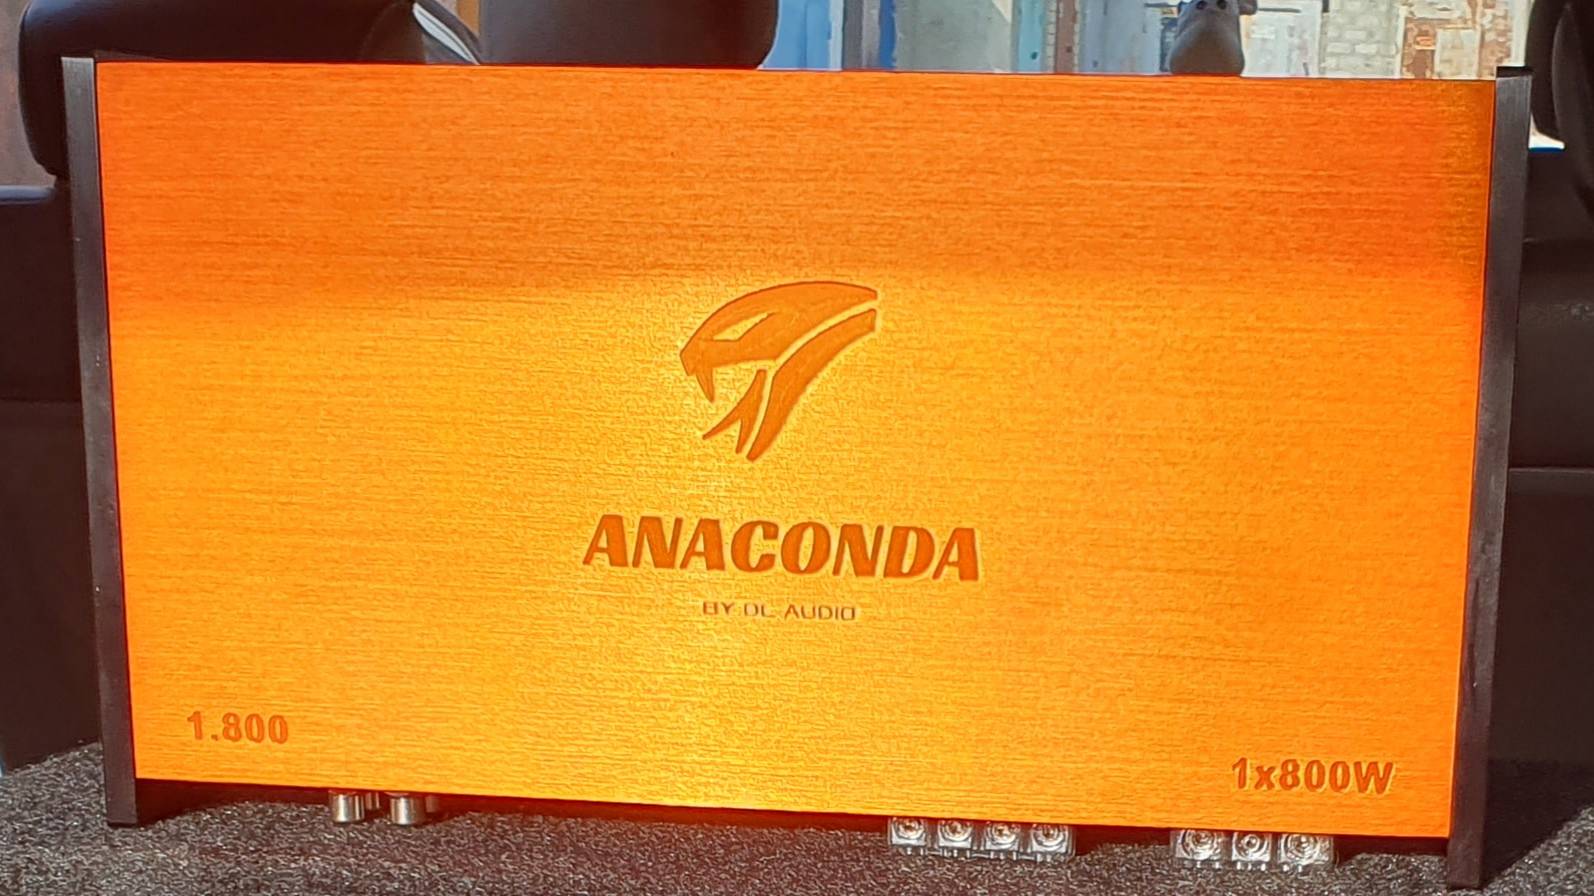 ANACONDA
BY DL AUDIO
1.800
1x800W